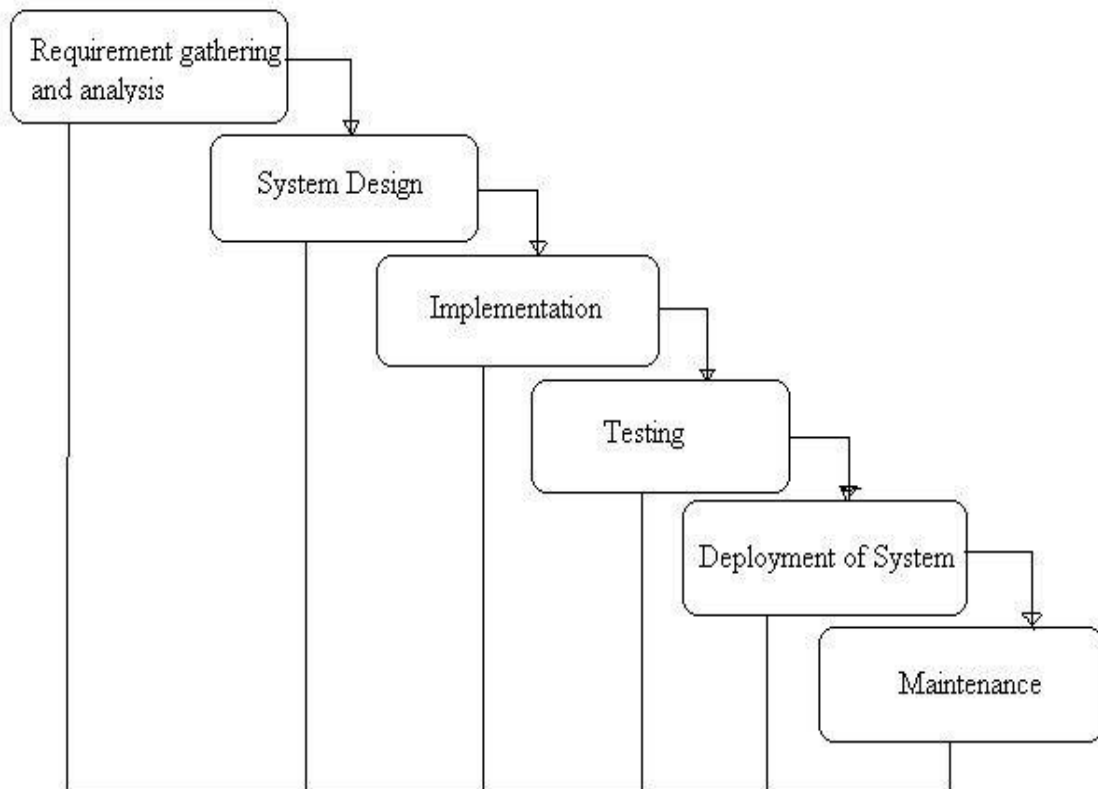 Requirement gathering
and analysis
System Design
Implementation
Testing
Deployment of System
Maintenance